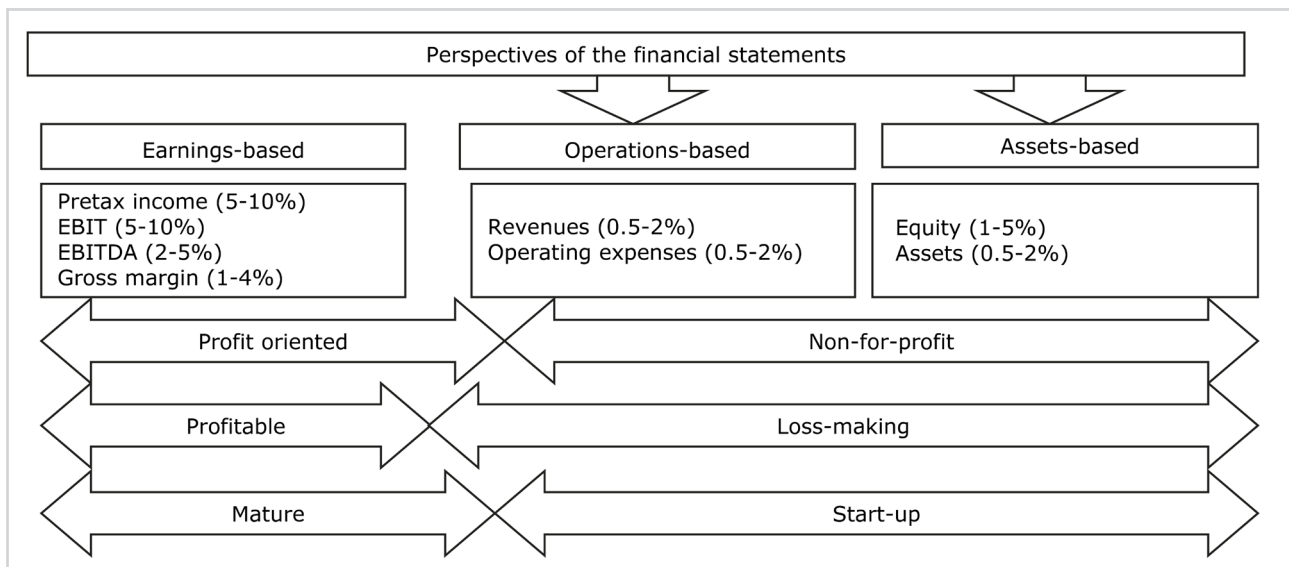 Perspectives of the financial statements
Earnings-based
Operations-based
Assets-based
Pretax income (5-10%)
EBIT (5-10%)
EBITDA (2-5%)
Gross margin (1-4%)
Revenues (0.5-2%)
Operating expenses (0.5-2%)
Equity (1-5%)
Assets (0.5-2%)
Profit oriented
Non-for-profit
Profitable
Loss-making
Mature
Start-up